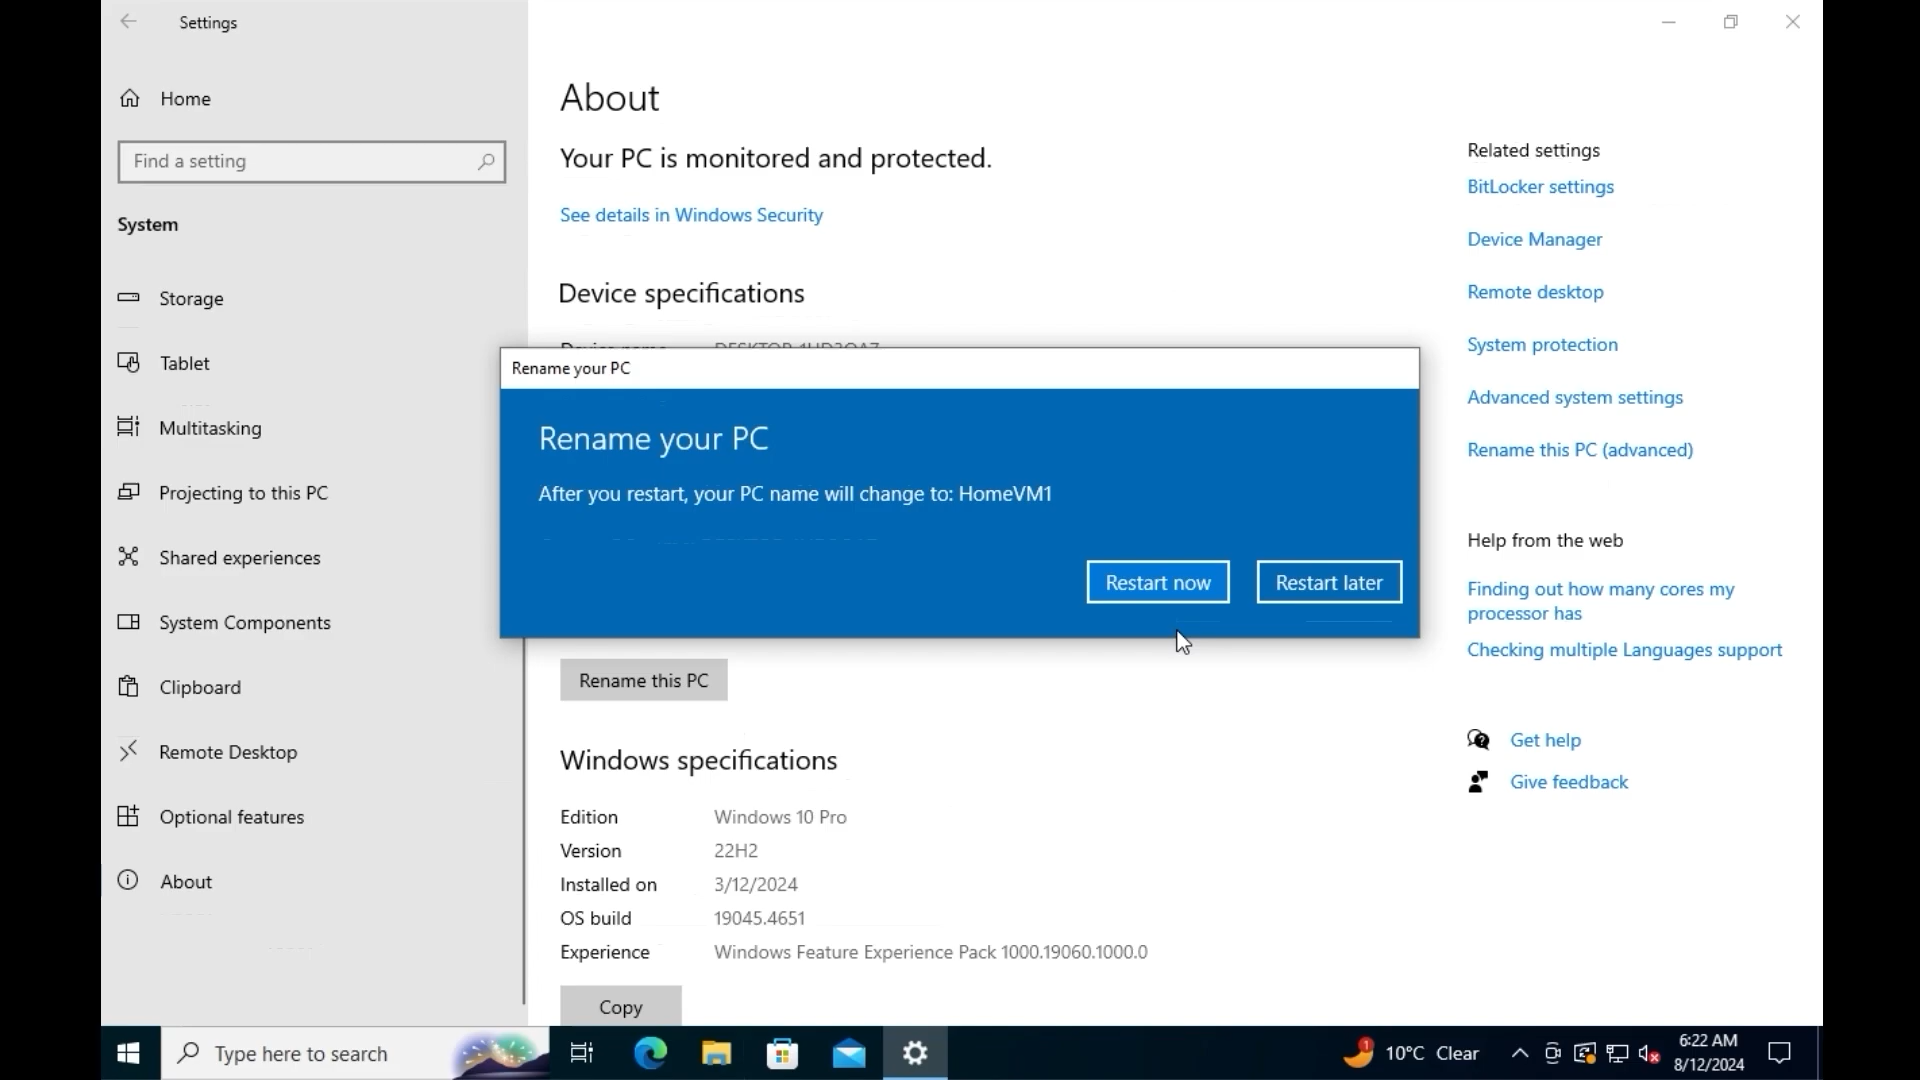 Settings
Home
Find a setting
System
Storage
Tablet
Multitasking
Projecting to this PC
Shared experiences
System Components
Clipboard
Remote Desktop
Optional features
About
About
Your PC is monitored and protected.
See details in Windows Security
Device specifications
Rename your PC
Rename your PC
After you restart, your PC name will change to: HomeVM1
Restart now
Restart later
Rename this PC
Windows specifications
Edition Windows 10 Pro
Version 22H2
Installed on 3/12/2024
OS build 19045.4651
Experience Windows Feature Experience Pack 1000.19060.1000.0
Copy
Related settings
BitLocker settings
Device Manager
Remote desktop
System protection
Advanced system settings
Rename this PC (advanced)
Help from the web
Finding out how many cores my
processor has
Checking multiple Languages support
Get help
Give feedback
Type here to search
1
10°C Clear
6:22 AM
8/12/2024